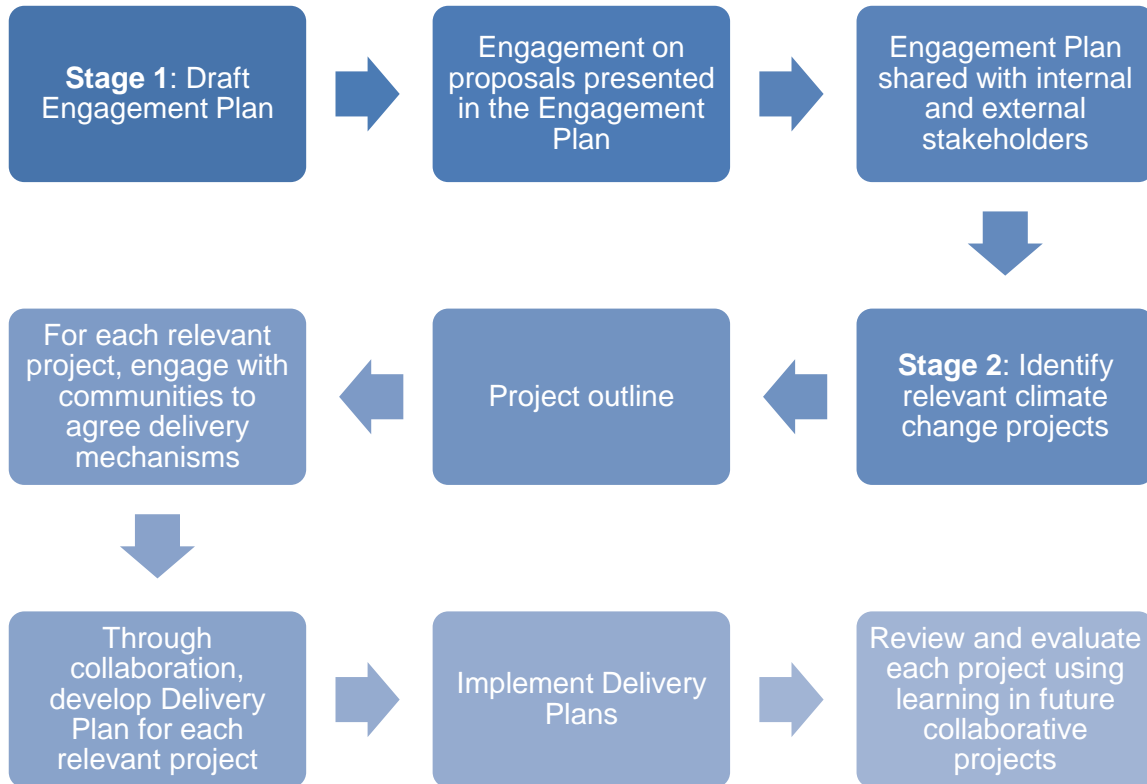 Stage 1: Draft
Engagement Plan
Engagement on
proposals presented
in the Engagement
Plan
Engagement Plan
shared with internal
and external
stakeholders
Stage 2: Identify
relevant climate
change projects
Project outline
For each relevant
project, engage with
communities to
agree delivery
mechanisms
Through
collaboration,
develop Delivery
Plan for each
relevant project
Implement Delivery
Plans
Review and evaluate
each project using
learning in future
collaborative
projects